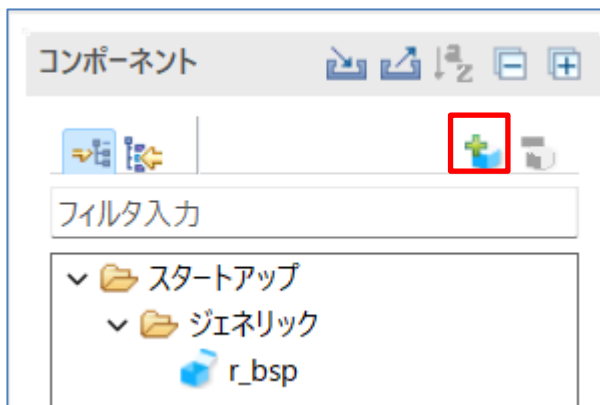 コンポーネント
フィルタ入力
スタートアップ
ジェネリック
r_bsp